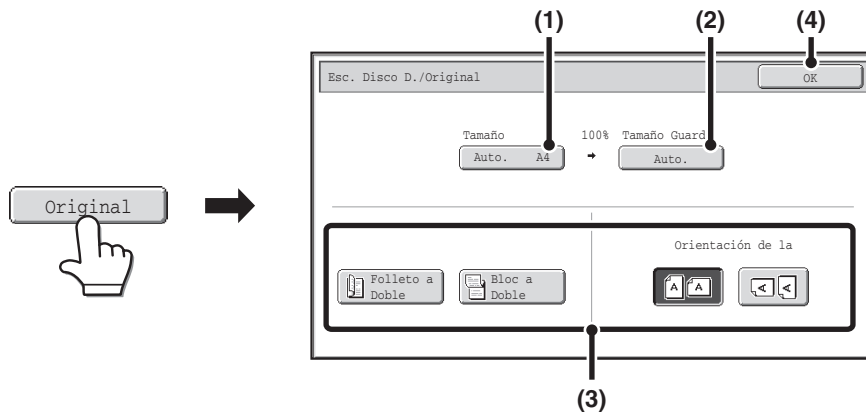 (1)
(2)
(4)
Esc. Disco D./Original
OK
Tamaño
100%
Tamaño Guard
Auto.
A4
Auto.
Original
Orientación de la
Folleto a
Doble
Bloc a
Doble
A
A
A
A
(3)